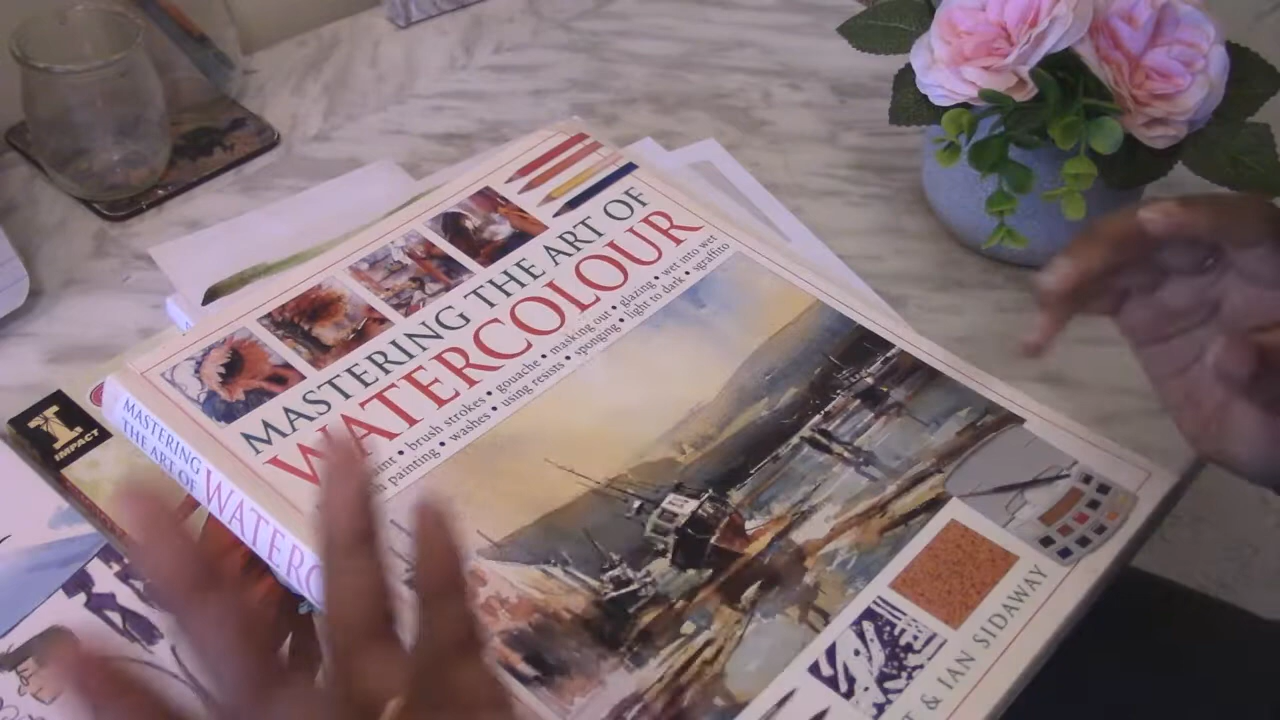 MASTERING THE ART OF
WATERCOLOUR
brush strokes • gouache • masking out • glazing • wet into wet
painting • washes • using resists • sponging • light to dark • sgraffito
& IAN SIDAWAY
MASTERING
THE ART OF
I
IMPACT